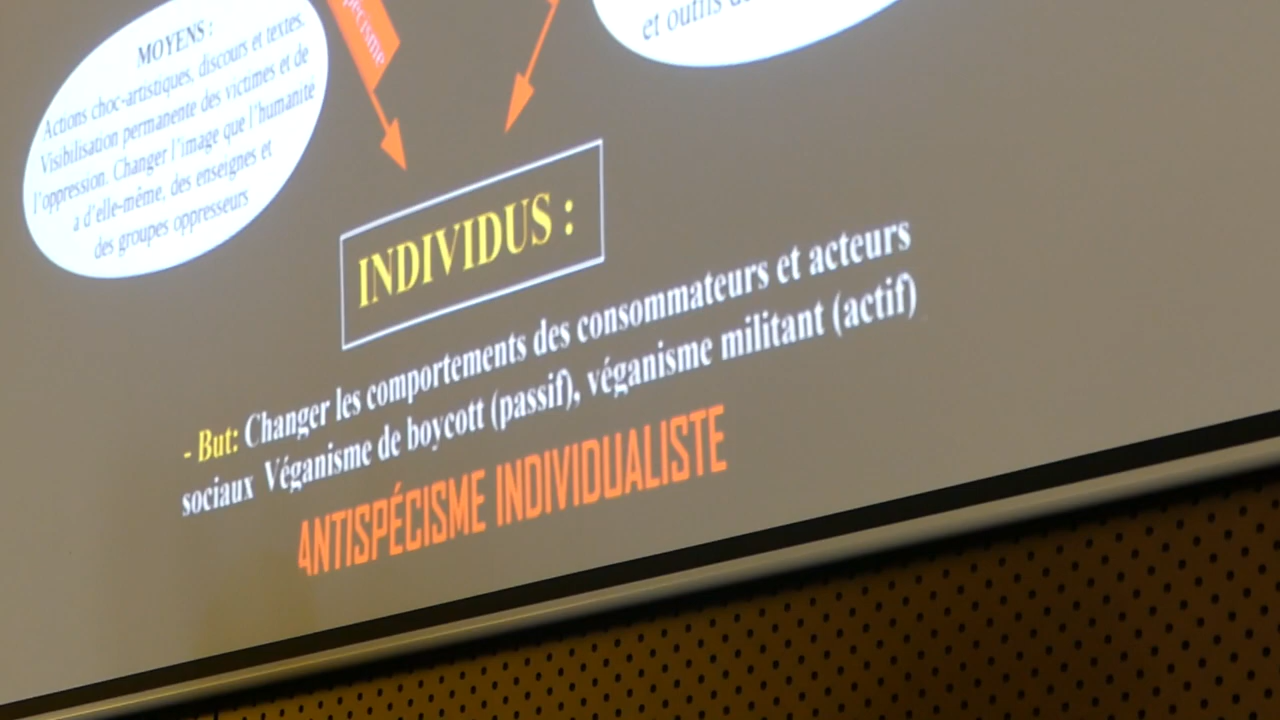 MOYENS :
Actions choc-artistiques, discours et textes.
Visibilisation permanente des victimes et de
l'oppression. Changer l'image que l'humanité
a d'elle-même, des enseignes et
des groupes oppresseurs
et outils
INDIVIDUS :
- But: Changer les comportements des consommateurs et acteurs
sociaux Véganisme de boycott (passif), véganisme militant (actif)
ANTISPÉCISME INDIVIDUALISTE